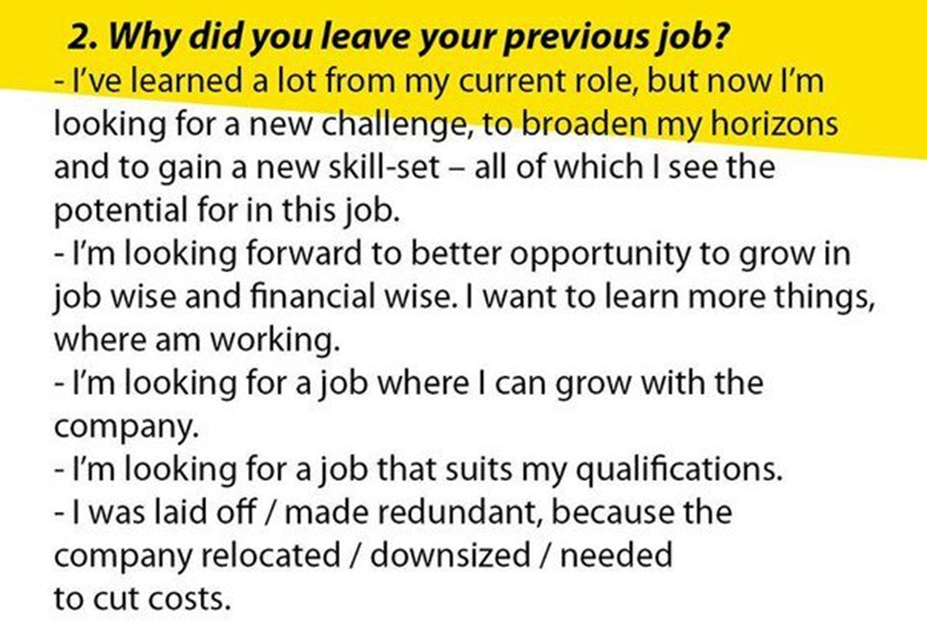 2. Why did you leave your previous job?
- I've learned a lot from my current role, but now I'm
looking for a new challenge, to broaden my horizons
and to gain a new skill-set – all of which I see the
potential for in this job.
- I'm looking forward to better opportunity to grow in
job wise and financial wise. I want to learn more things,
where am working.
- I'm looking for a job where I can grow with the
company.
- I'm looking for a job that suits my qualifications.
- I was laid off / made redundant, because the
company relocated / downsized / needed
to cut costs.